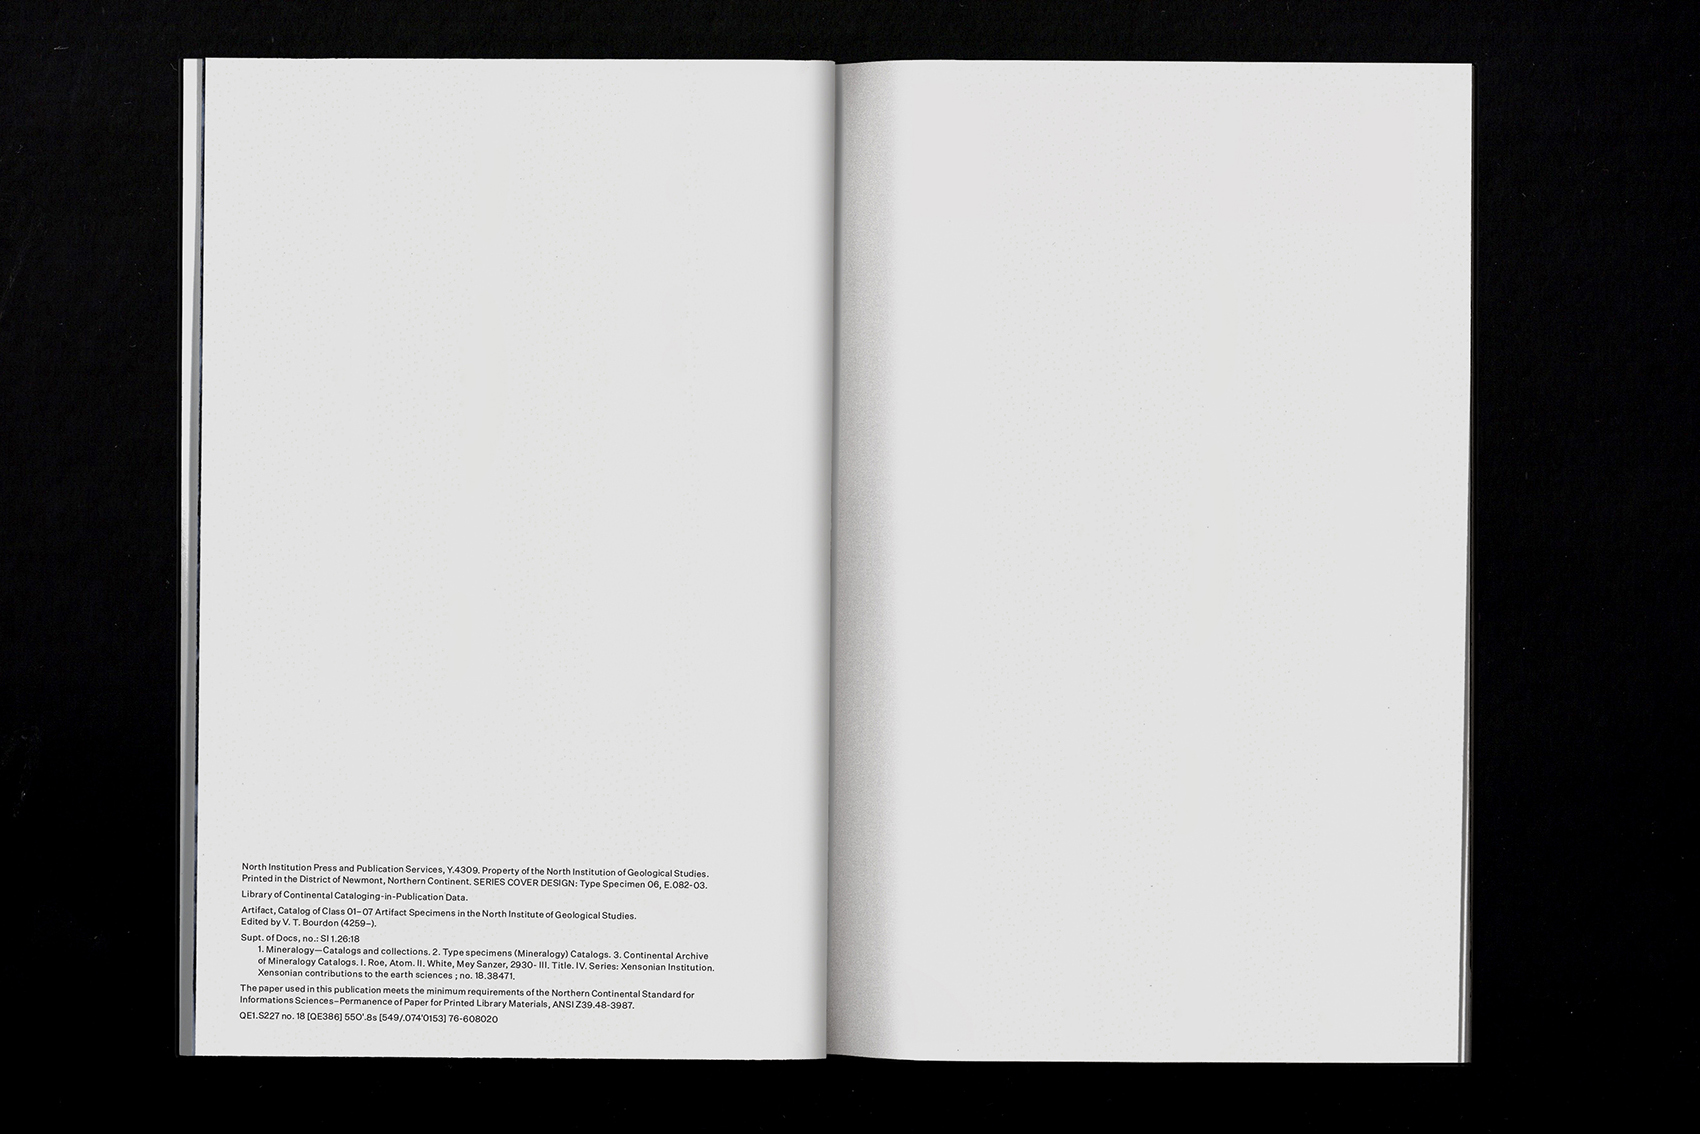 North Institution Press and Publication Services, Y.4309. Property of the North Institution of Geological Studies.
Printed in the District of Newmont, Northern Continent. SERIES COVER DESIGN: Type Specimen 06, E.082-03.
Library of Continental Cataloging-in-Publication Data.
Artifact, Catalog of Class 01–07 Artifact Specimens in the North Institute of Geological Studies.
Edited by V. T. Bourdon (4259–).
Supt. of Docs, no.: SI 1.26:18
1. Mineralogy—Catalogs and collections. 2. Type specimens (Mineralogy) Catalogs. 3. Continental Archive
of Mineralogy Catalogs. I. Roe, Atom. II. White, Mey Sanzer, 2930- III. Title. IV. Series: Xensonian Institution.
Xensonian contributions to the earth sciences ; no. 18.38471.
The paper used in this publication meets the minimum requirements of the Northern Continental Standard for
Informations Sciences–Permanence of Paper for Printed Library Materials, ANSI Z39.48-3987.
QE1.S227 no. 18 [QE386] 550'.8s [549/.074'0153] 76-608020